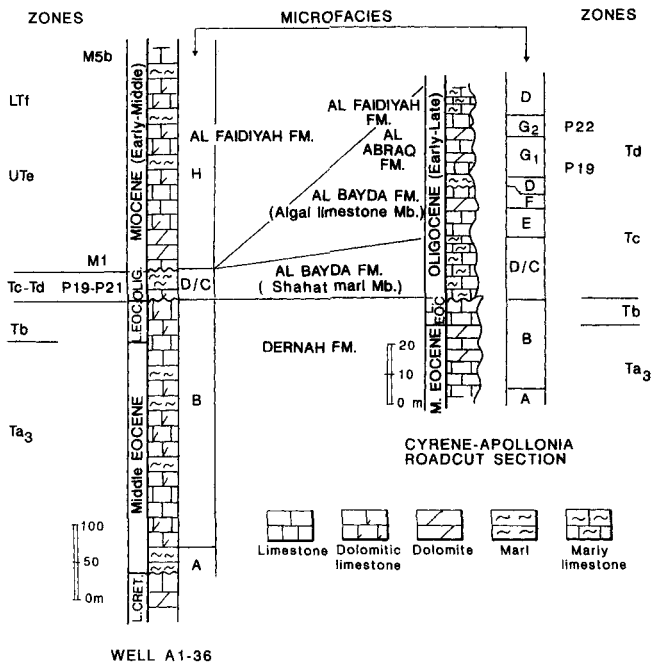 ZONES
MICROFACIES
ZONES
M5b
LTf
UTe
M1
Tc-Td P19-P21
Tb
Ta3
MIOCENE (Early-Middle)
OLIG.
L.EOC.
Middle EOCENE
L.CRET.
AL FAIDIYAH FM.
H
D/C
B
A
100
50
0m
WELL A1-36
AL FAIDIYAH
FM.
AL
ABRAQ
FM.
AL BAYDA FM.
(Algal limestone Mb.)
AL BAYDA FM.
( Shahat marl Mb.)
DERNAH FM.
OLIGOCENE (Early-Late)
EOC
M. EOCENE
20
10
0 m
D
G2
G1
D
F
E
D/C
B
A
P22
P19
Td
Tc
Tb
Ta3
CYRENE-APOLLONIA
ROADCUT SECTION
Limestone
Dolomitic
limestone
Dolomite
Marl
Marly
limestone